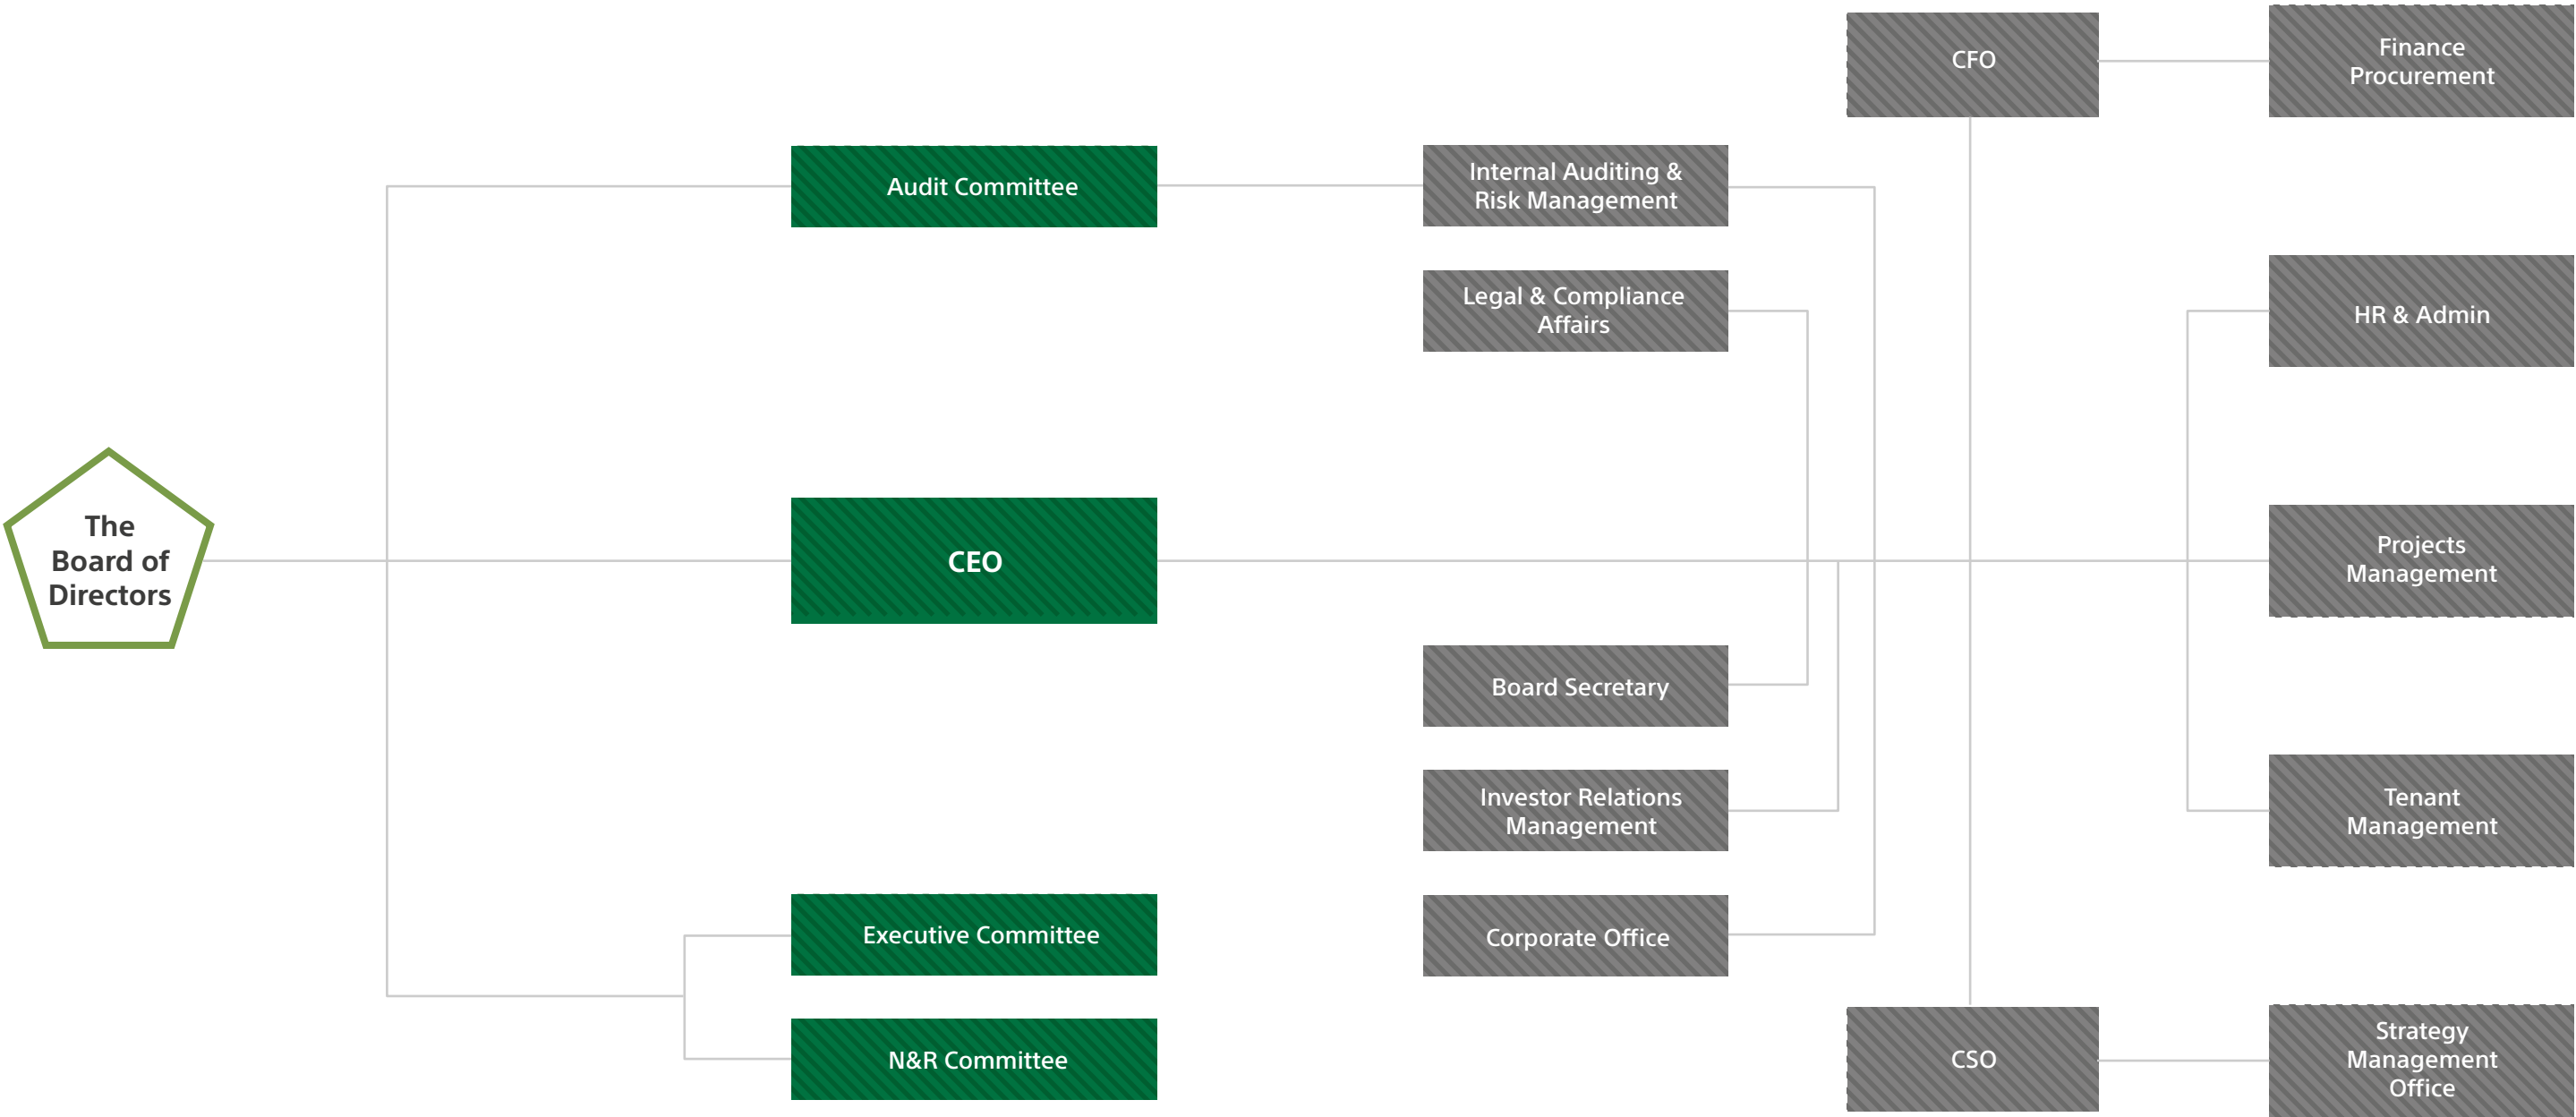 The
Board of
Directors
Audit Committee
CEO
Executive Committee
N&R Committee
Internal Auditing &
Risk Management
Legal & Compliance
Affairs
Board Secretary
Investor Relations
Management
Corporate Office
CFO
CSO
Finance
Procurement
HR & Admin
Projects
Management
Tenant
Management
Strategy
Management
Office